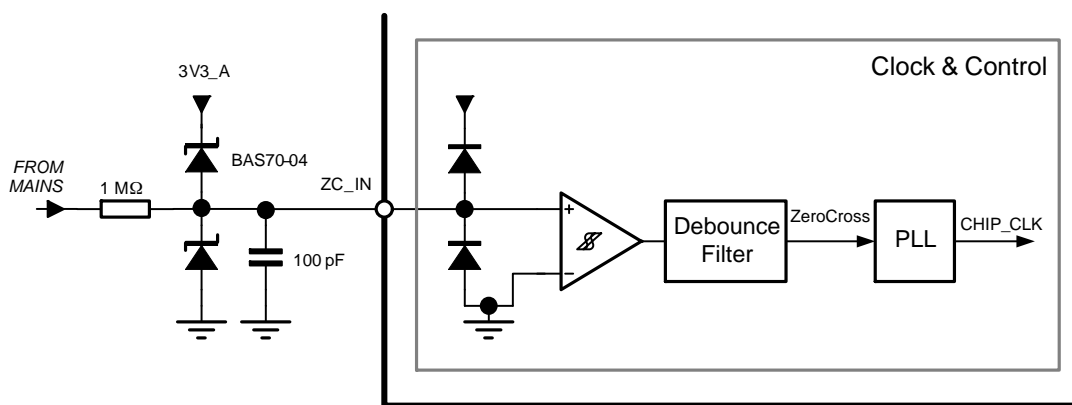 Clock & Control
3V3_A
BAS70-04
FROM
MAINS
1 MΩ
ZC_IN
100 pF
+
−
Debounce
Filter
ZeroCross
PLL
CHIP_CLK